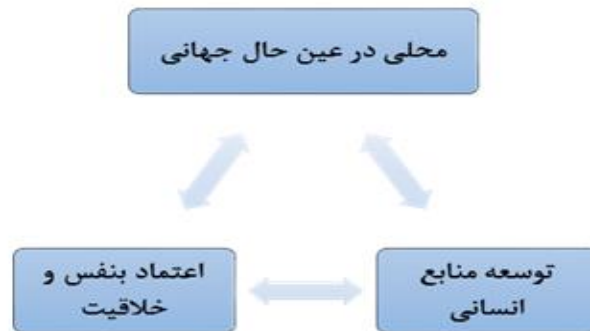 محلی در عین حال جهانی
توسعه منابع
انسانی
اعتماد بنفس و
خلاقیت